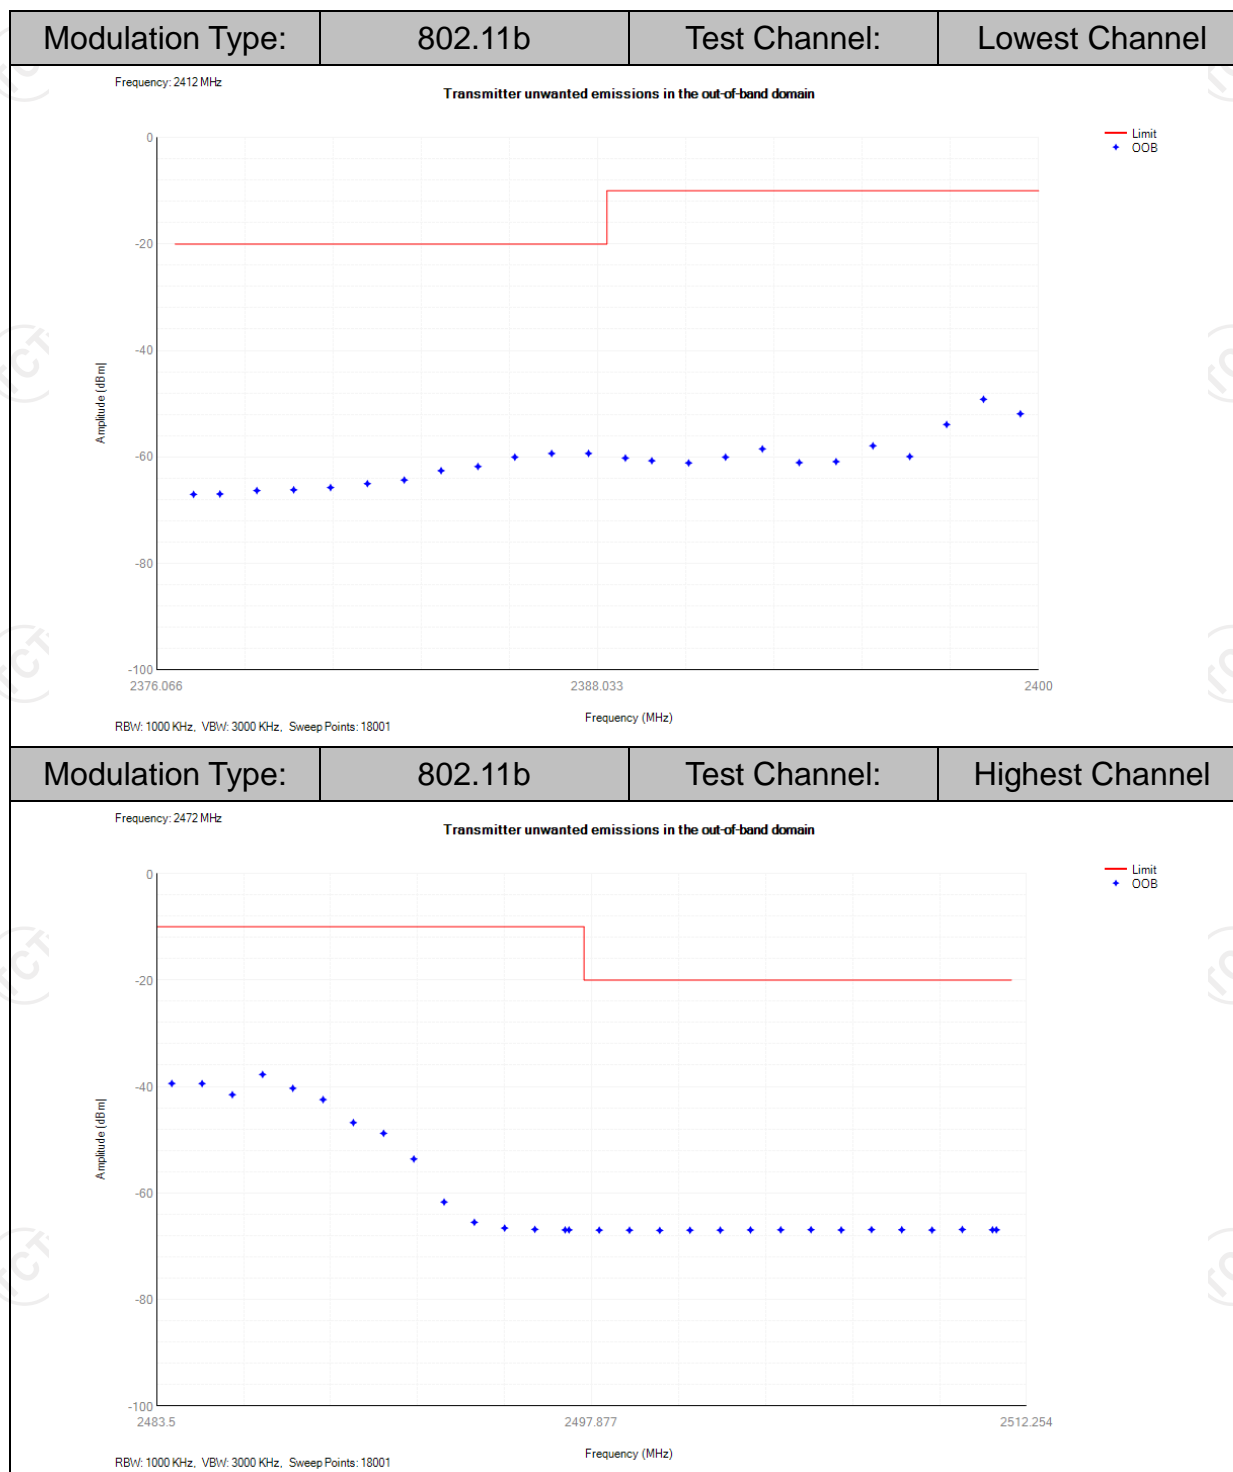 Modulation Type: 802.11b Test Channel: Lowest Channel
Frequency: 2412 MHz
Transmitter unwanted emissions in the out-of-band domain
Limit
OOB
0
-20
-40
-60
-80
-100
Amplitude [dBm]
2376.066 2388.033 2400
Frequency (MHz)
RBW: 1000 KHz, VBW: 3000 KHz, Sweep Points: 18001
Modulation Type: 802.11b Test Channel: Highest Channel
Frequency: 2472 MHz
Transmitter unwanted emissions in the out-of-band domain
Limit
OOB
0
-20
-40
-60
-80
-100
Amplitude [dBm]
2483.5 2497.877 2512.254
Frequency (MHz)
RBW: 1000 KHz, VBW: 3000 KHz, Sweep Points: 18001